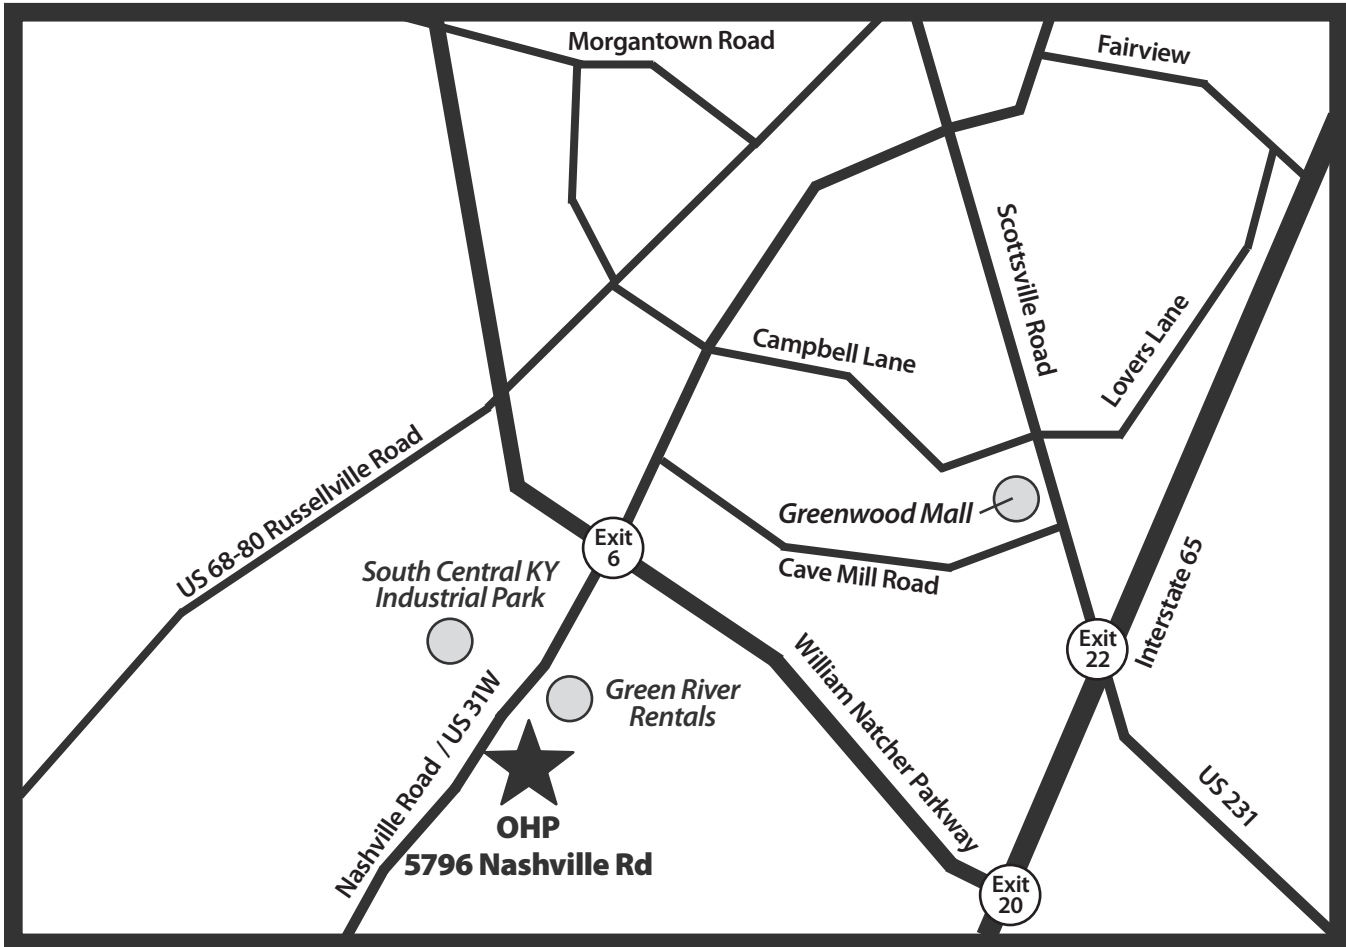 Morgantown Road
Fairview
Scottsville Road
Lovers Lane
Campbell Lane
US 68-80 Russellville Road
Greenwood Mall
Exit
6
Cave Mill Road
Interstate 65
South Central KY
Industrial Park
Exit
22
William Natcher Parkway
Green River
Rentals
Nashville Road / US 31W
US 231
OHP
5796 Nashville Rd
Exit
20